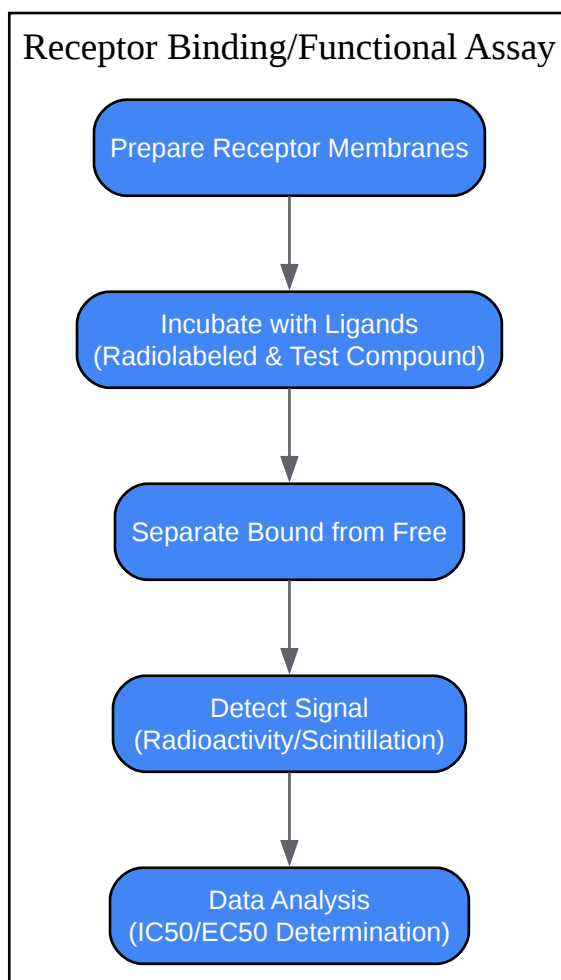 Receptor Binding/Functional Assay
Prepare Receptor Membranes
Incubate with Ligands
(Radiolabeled & Test Compound)
Separate Bound from Free
Detect Signal
(Radioactivity/Scintillation)
Data Analysis
(IC50/EC50 Determination)